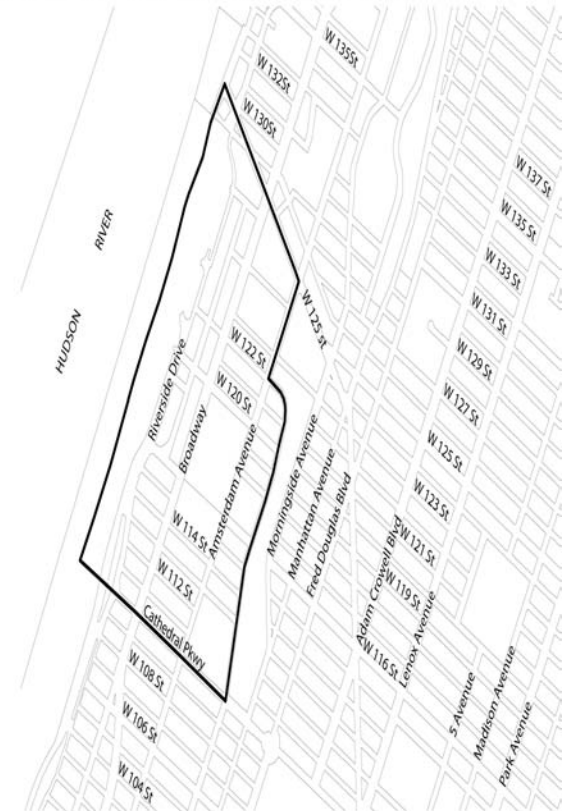 W 135St
W 132St
W 130St
W 137 St
W 135 St
W 133 St
W 131 St
W 129 St
W 127 St
W 125 St
W 123 St
W 121 St
W 119 St
W 116 St
RIVER
HUDSON
W 125 st
W 122 St
W 120 St
Riverside Drive
Broadway
Amsterdam Avenue
Morningside Avenue
Manhattan Avenue
Fred Douglas Blvd
W 114 St
W 112 St
Cathedral Pkwy
W 108 St
W 106 St
W 104 St
Adam Crowell Blvd
Lenox Avenue
5 Avenue
Madison Avenue
Park Avenue